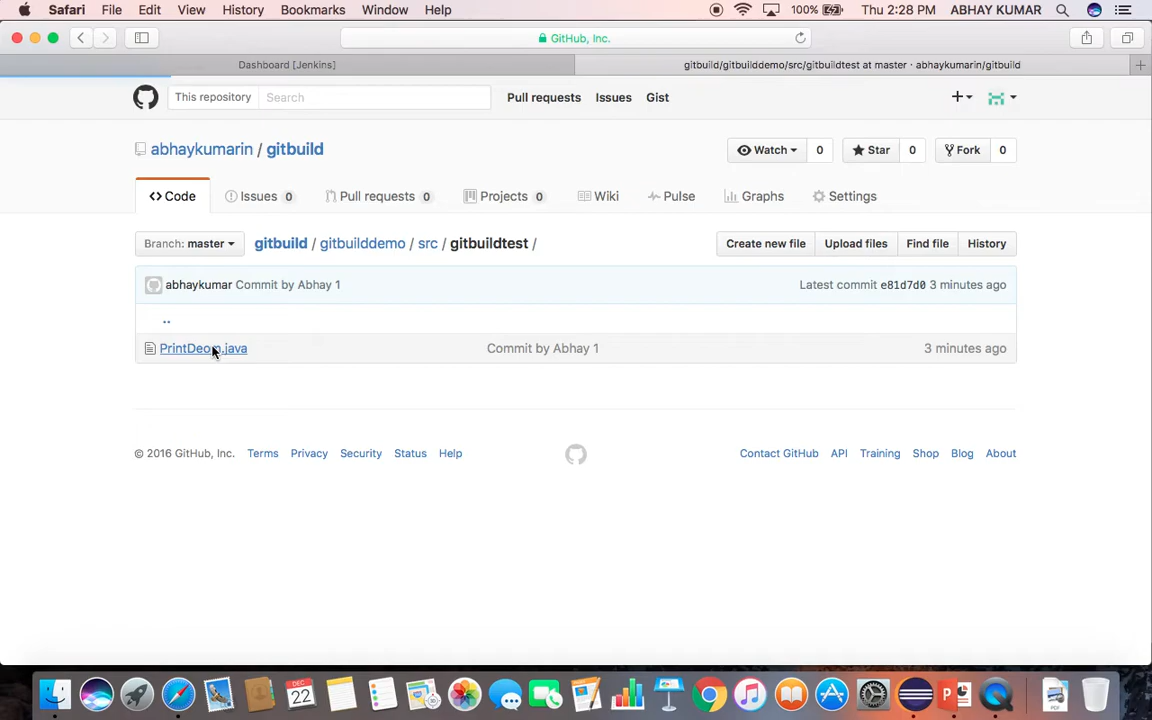 Safari File Edit View History Bookmarks Window Help 100% Thu 2:28 PM ABHAY KUMAR
GitHub, Inc.
Dashboard [Jenkins] gitbuild/gitbuilddemo/src/gitbuildtest at master · abhaykumarin/gitbuild
This repository Search Pull requests Issues Gist
abhaykumarin / gitbuild Watch 0 Star 0 Fork 0
Code Issues 0 Pull requests 0 Projects 0 Wiki Pulse Graphs Settings
Branch: master gitbuild / gitbuilddemo / src / gitbuildtest / Create new file Upload files Find file History
abhaykumar Commit by Abhay 1 Latest commit e81d7d0 3 minutes ago
..
Commit by Abhay 1 3 minutes ago
© 2016 GitHub, Inc. Terms Privacy Security Status Help Contact GitHub API Training Shop Blog About
DEC
22